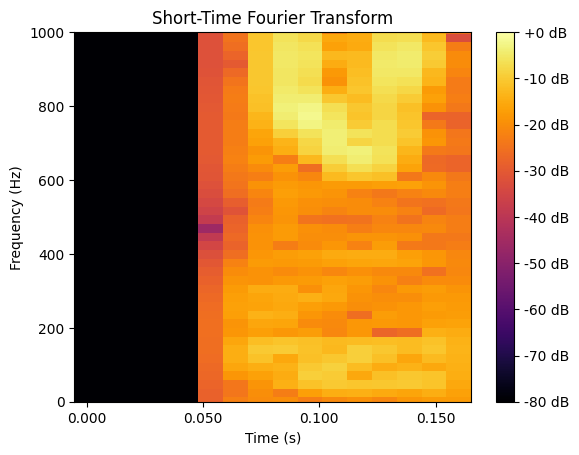 Short-Time Fourier Transform
1000
800
600
400
200
0
Frequency (Hz)
0.000
0.050
0.100
0.150
Time (s)
+0 dB
-10 dB
-20 dB
-30 dB
-40 dB
-50 dB
-60 dB
-70 dB
-80 dB